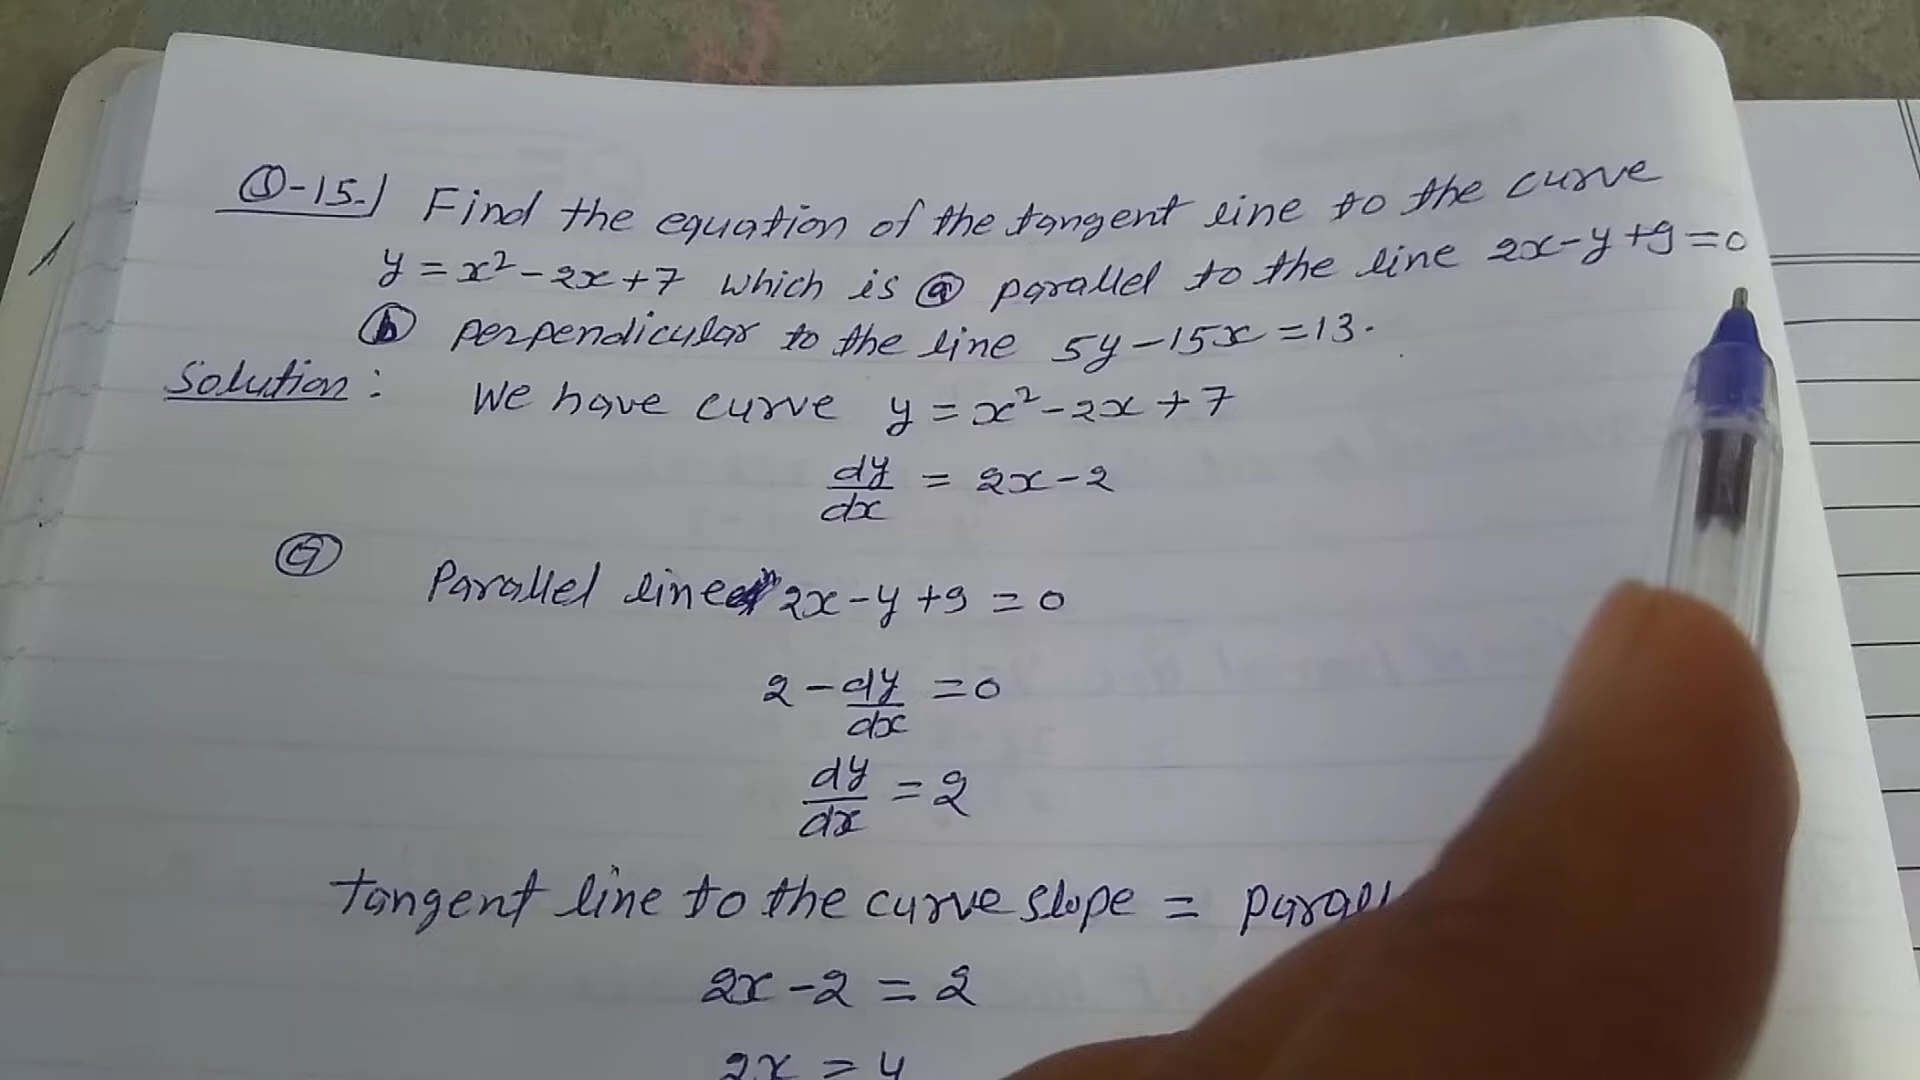 Q-15.) Find the equation of the tangent line to the curve
y = x² - 2x + 7 which is (a) parallel to the line 2x - y + 9 = 0
(b) perpendicular to the line 5y - 15x = 13.
Solution: We have curve y = x² - 2x + 7
dy/dx = 2x - 2
(a) Parallel line 2x - y + 9 = 0
2 - dy/dx = 0
dy/dx = 2
Tangent line to the curve slope =
2x - 2 = 2
2x = 4